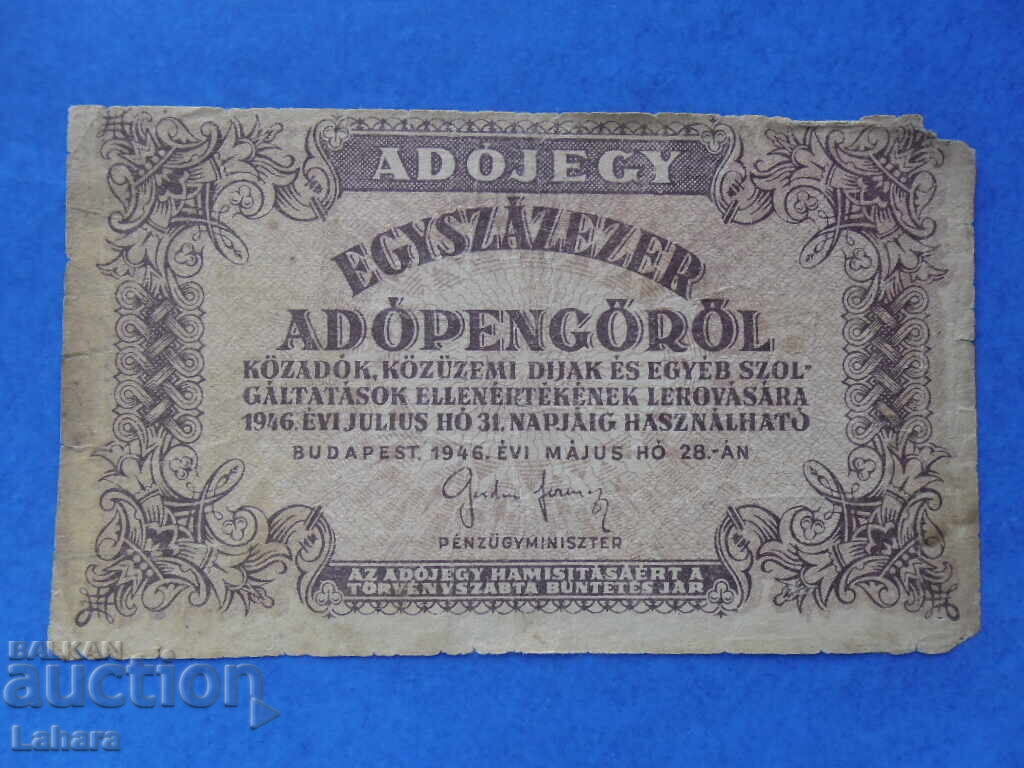 ADÓJEGY
EGYSZÁZEZER
ADÓPENGŐRŐL
KÖZADÓK, KÖZÜZEMI DIJAK ÉS EGYÉB SZOL-
GÁLTATÁSOK ELLENÉRTÉKÉNEK LEROVÁSÁRA
1946. ÉVI JULIUS HÓ 31. NAPJÁIG HASZNÁLHATÓ
BUDAPEST, 1946. ÉVI MÁJUS HÓ 28.-ÁN
PÉNZÜGYMINISZTER
AZ ADÓJEGY HAMISITÁSAÉRT A
TÖRVÉNYSZABTA BÜNTETÉS JÁR
BALKAN
auction
Lahara